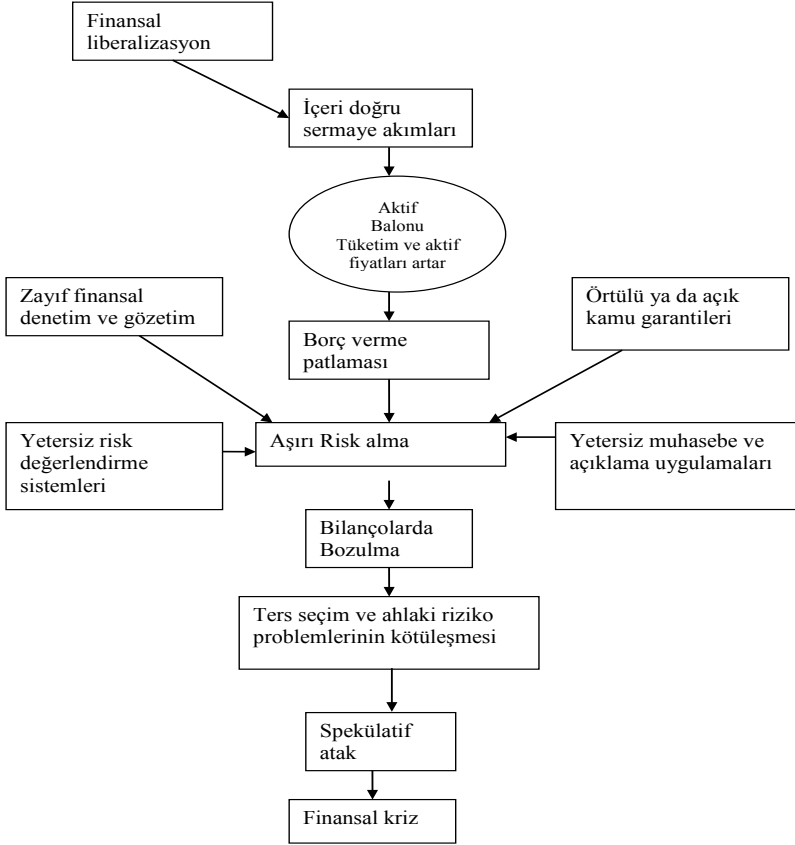 Finansal
liberalizasyon
İçeri doğru
sermaye akımları
Aktif
Balonu
Tüketim ve aktif
fiyatları artar
Zayıf finansal
denetim ve gözetim
Örtülü ya da açık
kamu garantileri
Borç verme
patlaması
Yetersiz risk
değerlendirme
sistemleri
Aşırı Risk alma
Yetersiz muhasebe ve
açıklama uygulamaları
Bilançolarda
Bozulma
Ters seçim ve ahlaki riziko
problemlerinin kötüleşmesi
Spekülatif
atak
Finansal kriz